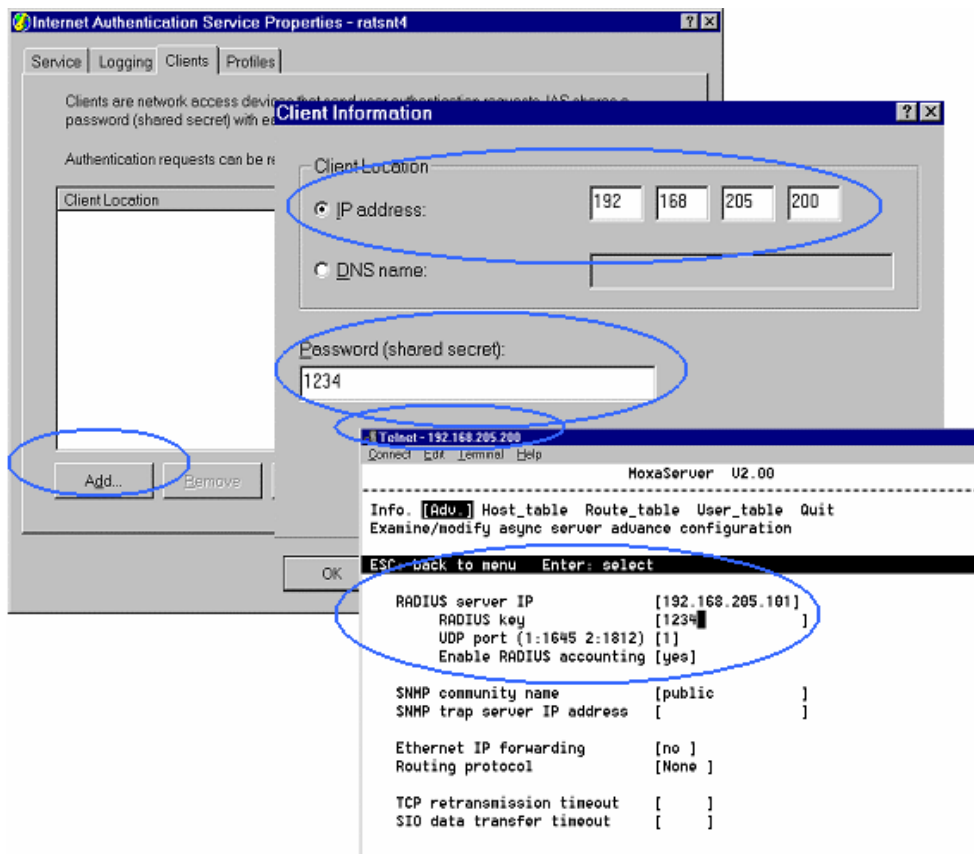 Internet Authentication Service Properties - ratsnt4
Service Logging Clients Profiles
Clients are network access devices that send user authentication requests. IAS shares a
password (shared secret) with
Authentication requests can be
Client Location
Add...
Remove
OK
Client Information
Client Location
IP address: 192 168 205 200
DNS name:
Password (shared secret):
1234
Telnet - 192.168.205.200
Connect Edit Terminal Help
MoxaServer V2.00
Info. [Adv.] Host_table Route_table User_table Quit
Examine/modify async server advance configuration
ESC: back to menu Enter: select
RADIUS server IP [192.168.205.101]
RADIUS key [1234 ]
UDP port (1:1645 2:1812) [1]
Enable RADIUS accounting [yes]
SNMP community name [public ]
SNMP trap server IP address [ ]
Ethernet IP forwarding [no ]
Routing protocol [None ]
TCP retransmission timeout [ ]
SIO data transfer timeout [ ]